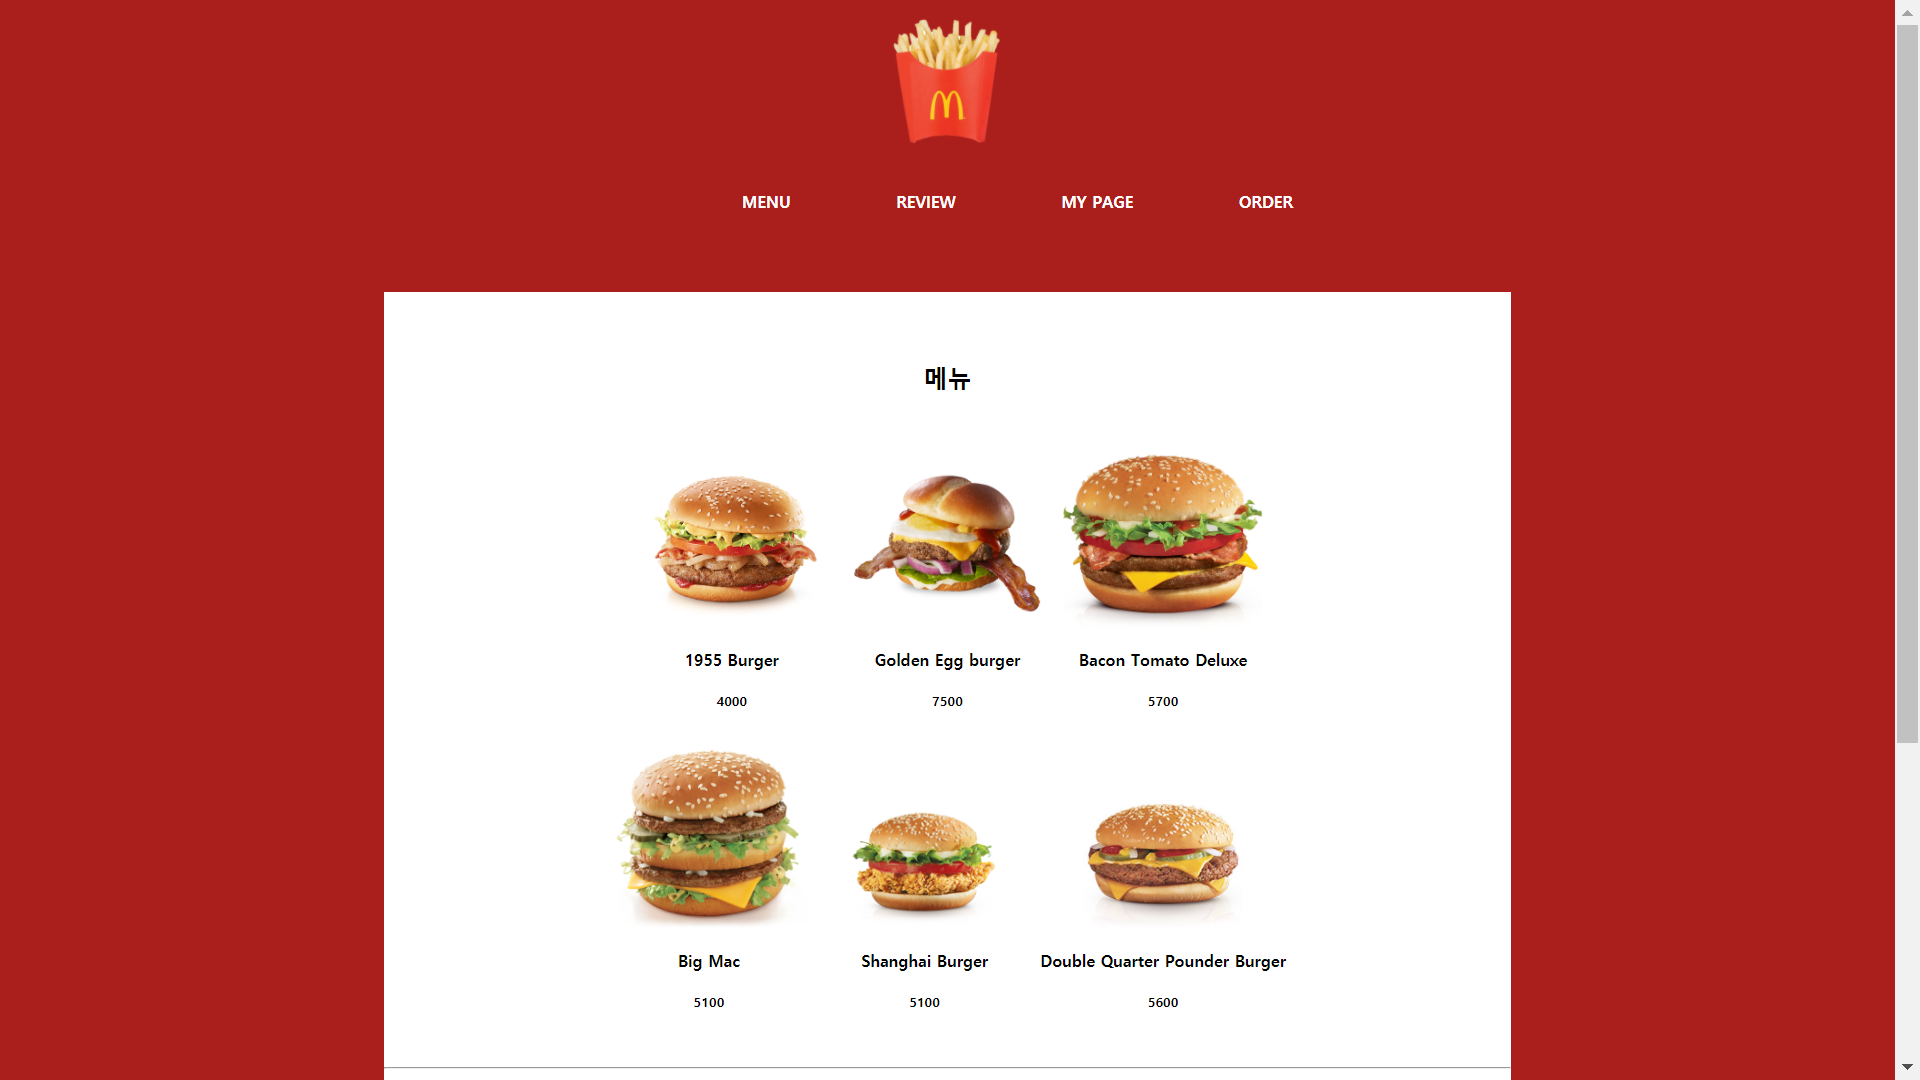 MENU REVIEW MY PAGE ORDER
메뉴
1955 Burger Golden Egg burger Bacon Tomato Deluxe
4000 7500 5700
Big Mac Shanghai Burger Double Quarter Pounder Burger
5100 5100 5600